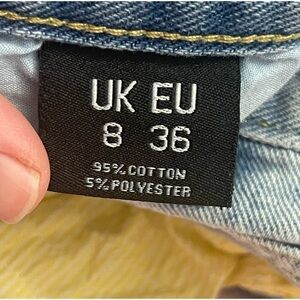 UK EU
8 36
95% COTTON
5% POLYESTER